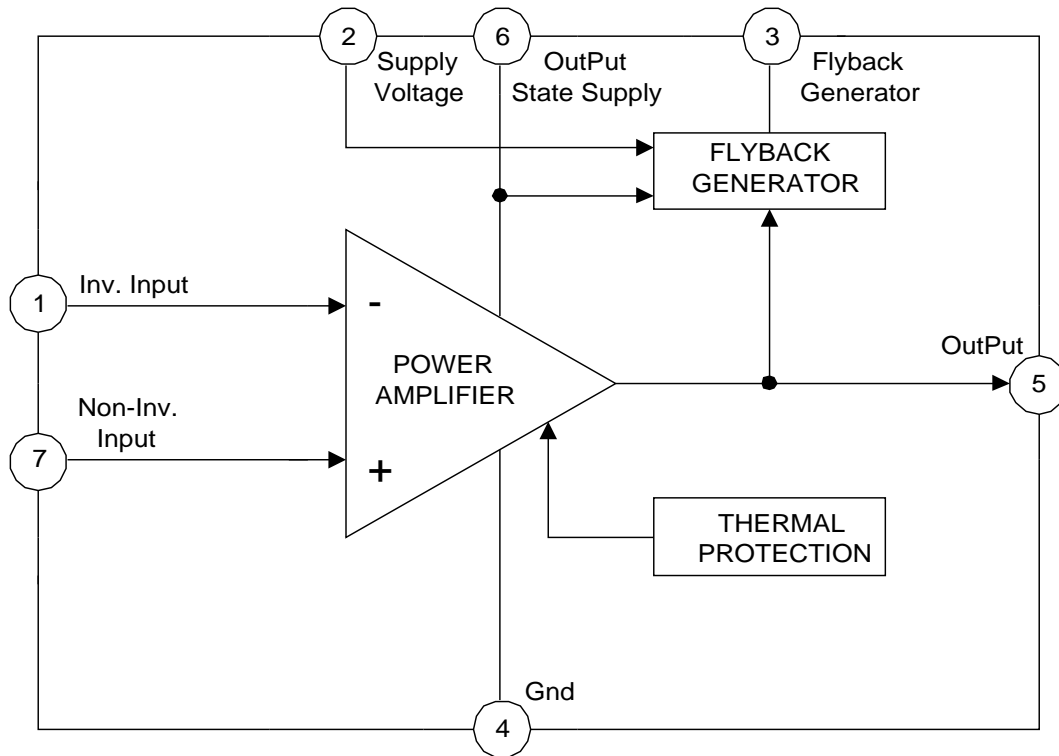 2
6
3
Supply
Voltage
OutPut
State Supply
Flyback
Generator
FLYBACK
GENERATOR
1
Inv. Input
-
POWER
AMPLIFIER
OutPut
5
7
Non-Inv.
Input
+
THERMAL
PROTECTION
Gnd
4